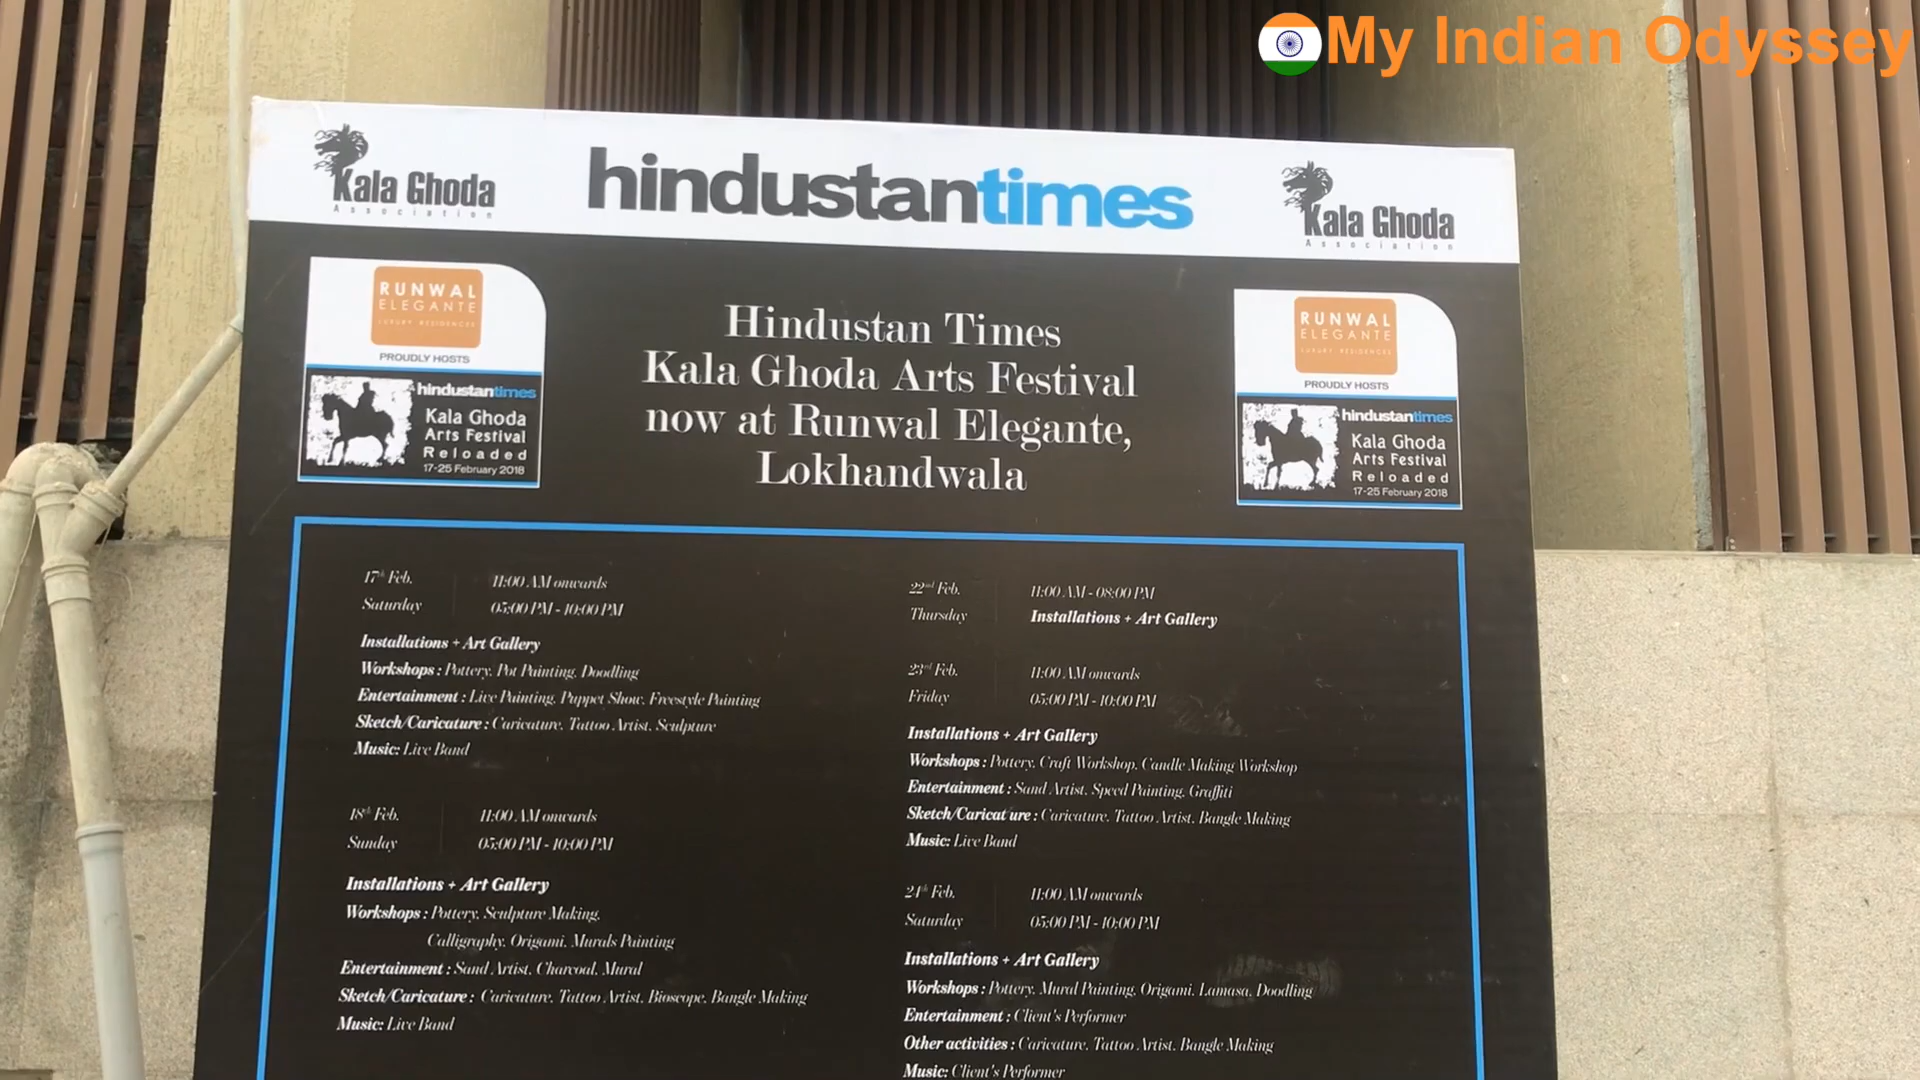 My Indian Odyssey
Kala Ghoda
Association
hindustantimes
Kala Ghoda
Association
RUNWAL
ELEGANTE
LUXURY RESIDENCES
PROUDLY HOSTS
hindustantimes
Kala Ghoda
Arts Festival
Reloaded
17-25 February 2018
Hindustan Times
Kala Ghoda Arts Festival
now at Runwal Elegante,
Lokhandwala
RUNWAL
ELEGANTE
LUXURY RESIDENCES
PROUDLY HOSTS
hindustantimes
Kala Ghoda
Arts Festival
Reloaded
17-25 February 2018
17th Feb. 11:00 AM onwards
Saturday 05:00 PM - 10:00 PM
Installations + Art Gallery
Workshops : Pottery, Pot Painting, Doodling
Entertainment : Live Painting, Puppet Show, Freestyle Painting
Sketch/Caricature : Caricature, Tattoo Artist, Sculpture
Music: Live Band
18th Feb. 11:00 AM onwards
Sunday 05:00 PM - 10:00 PM
Installations + Art Gallery
Workshops : Pottery, Sculpture Making,
Calligraphy, Origami, Murals Painting
Entertainment : Sand Artist, Charcoal, Mural
Sketch/Caricature : Caricature, Tattoo Artist, Bioscope, Bangle Making
Music: Live Band
22nd Feb. 11:00 AM - 08:00 PM
Thursday Installations + Art Gallery
23rd Feb. 11:00 AM onwards
Friday 05:00 PM - 10:00 PM
Installations + Art Gallery
Workshops : Pottery, Craft Workshop, Candle Making Workshop
Entertainment : Sand Artist, Speed Painting, Graffiti
Sketch/Caricature : Caricature, Tattoo Artist, Bangle Making
Music: Live Band
24th Feb. 11:00 AM onwards
Saturday 05:00 PM - 10:00 PM
Installations + Art Gallery
Workshops : Pottery, Mural Painting, Origami, Lamasa, Doodling
Entertainment : Client's Performer
Other activities : Caricature, Tattoo Artist, Bangle Making
Music: Client's Performer